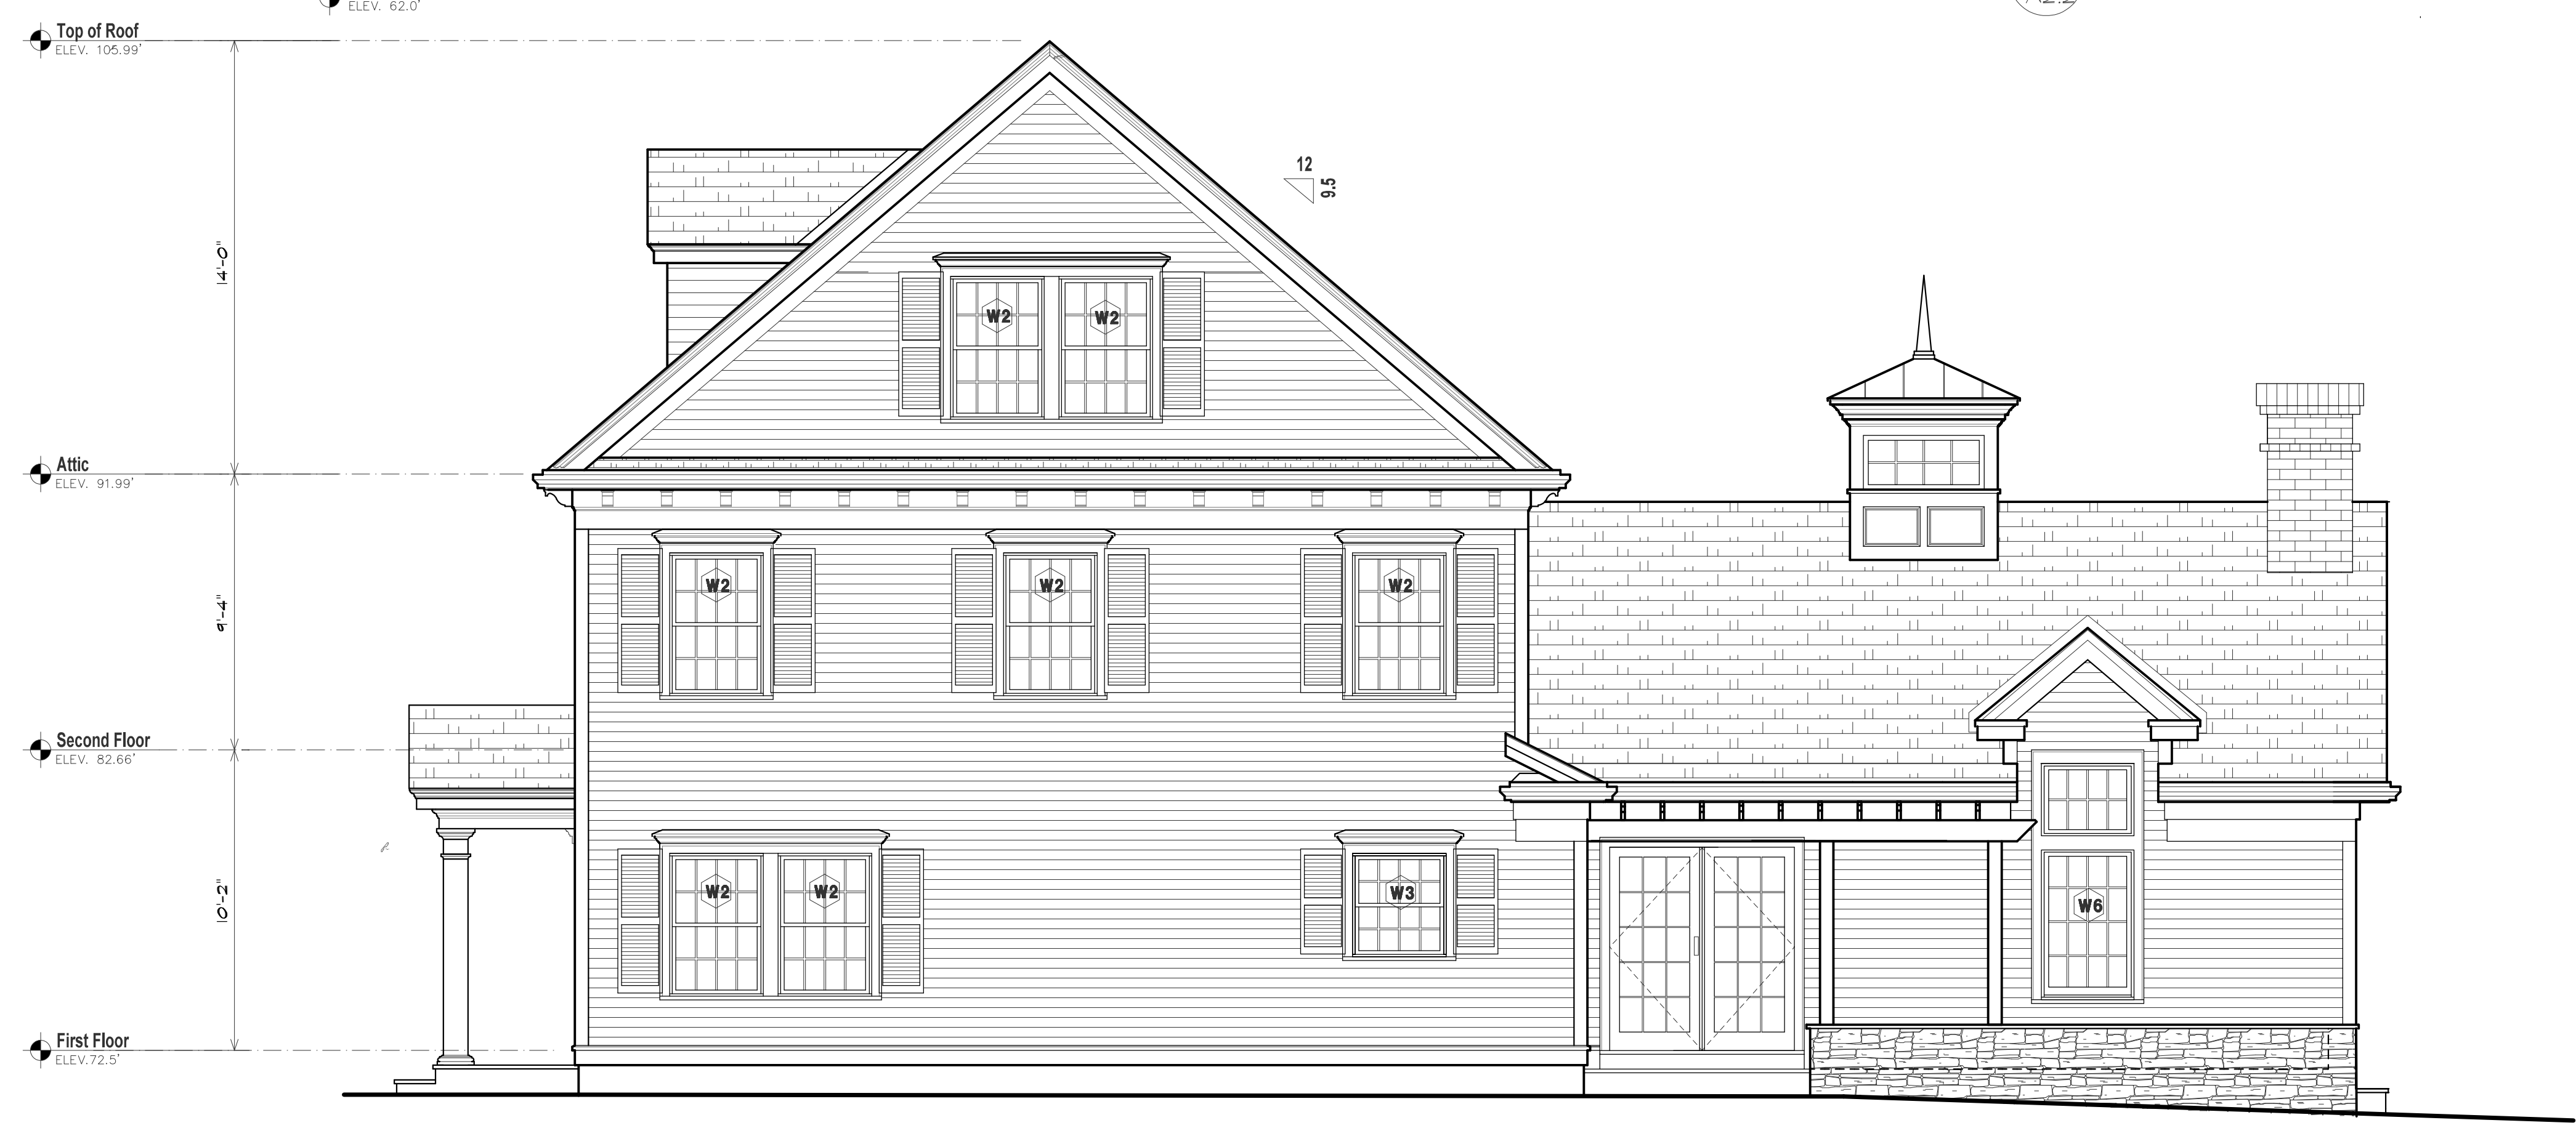 ELEV. 62.0'
A2.2
Top of Roof
ELEV. 105.99'
12
9.5
14'-0"
W2
W2
Attic
ELEV. 91.99'
W2
W2
W2
9'-4"
Second Floor
ELEV. 82.66'
W2
W2
W3
W6
10'-2"
First Floor
ELEV.72.5'